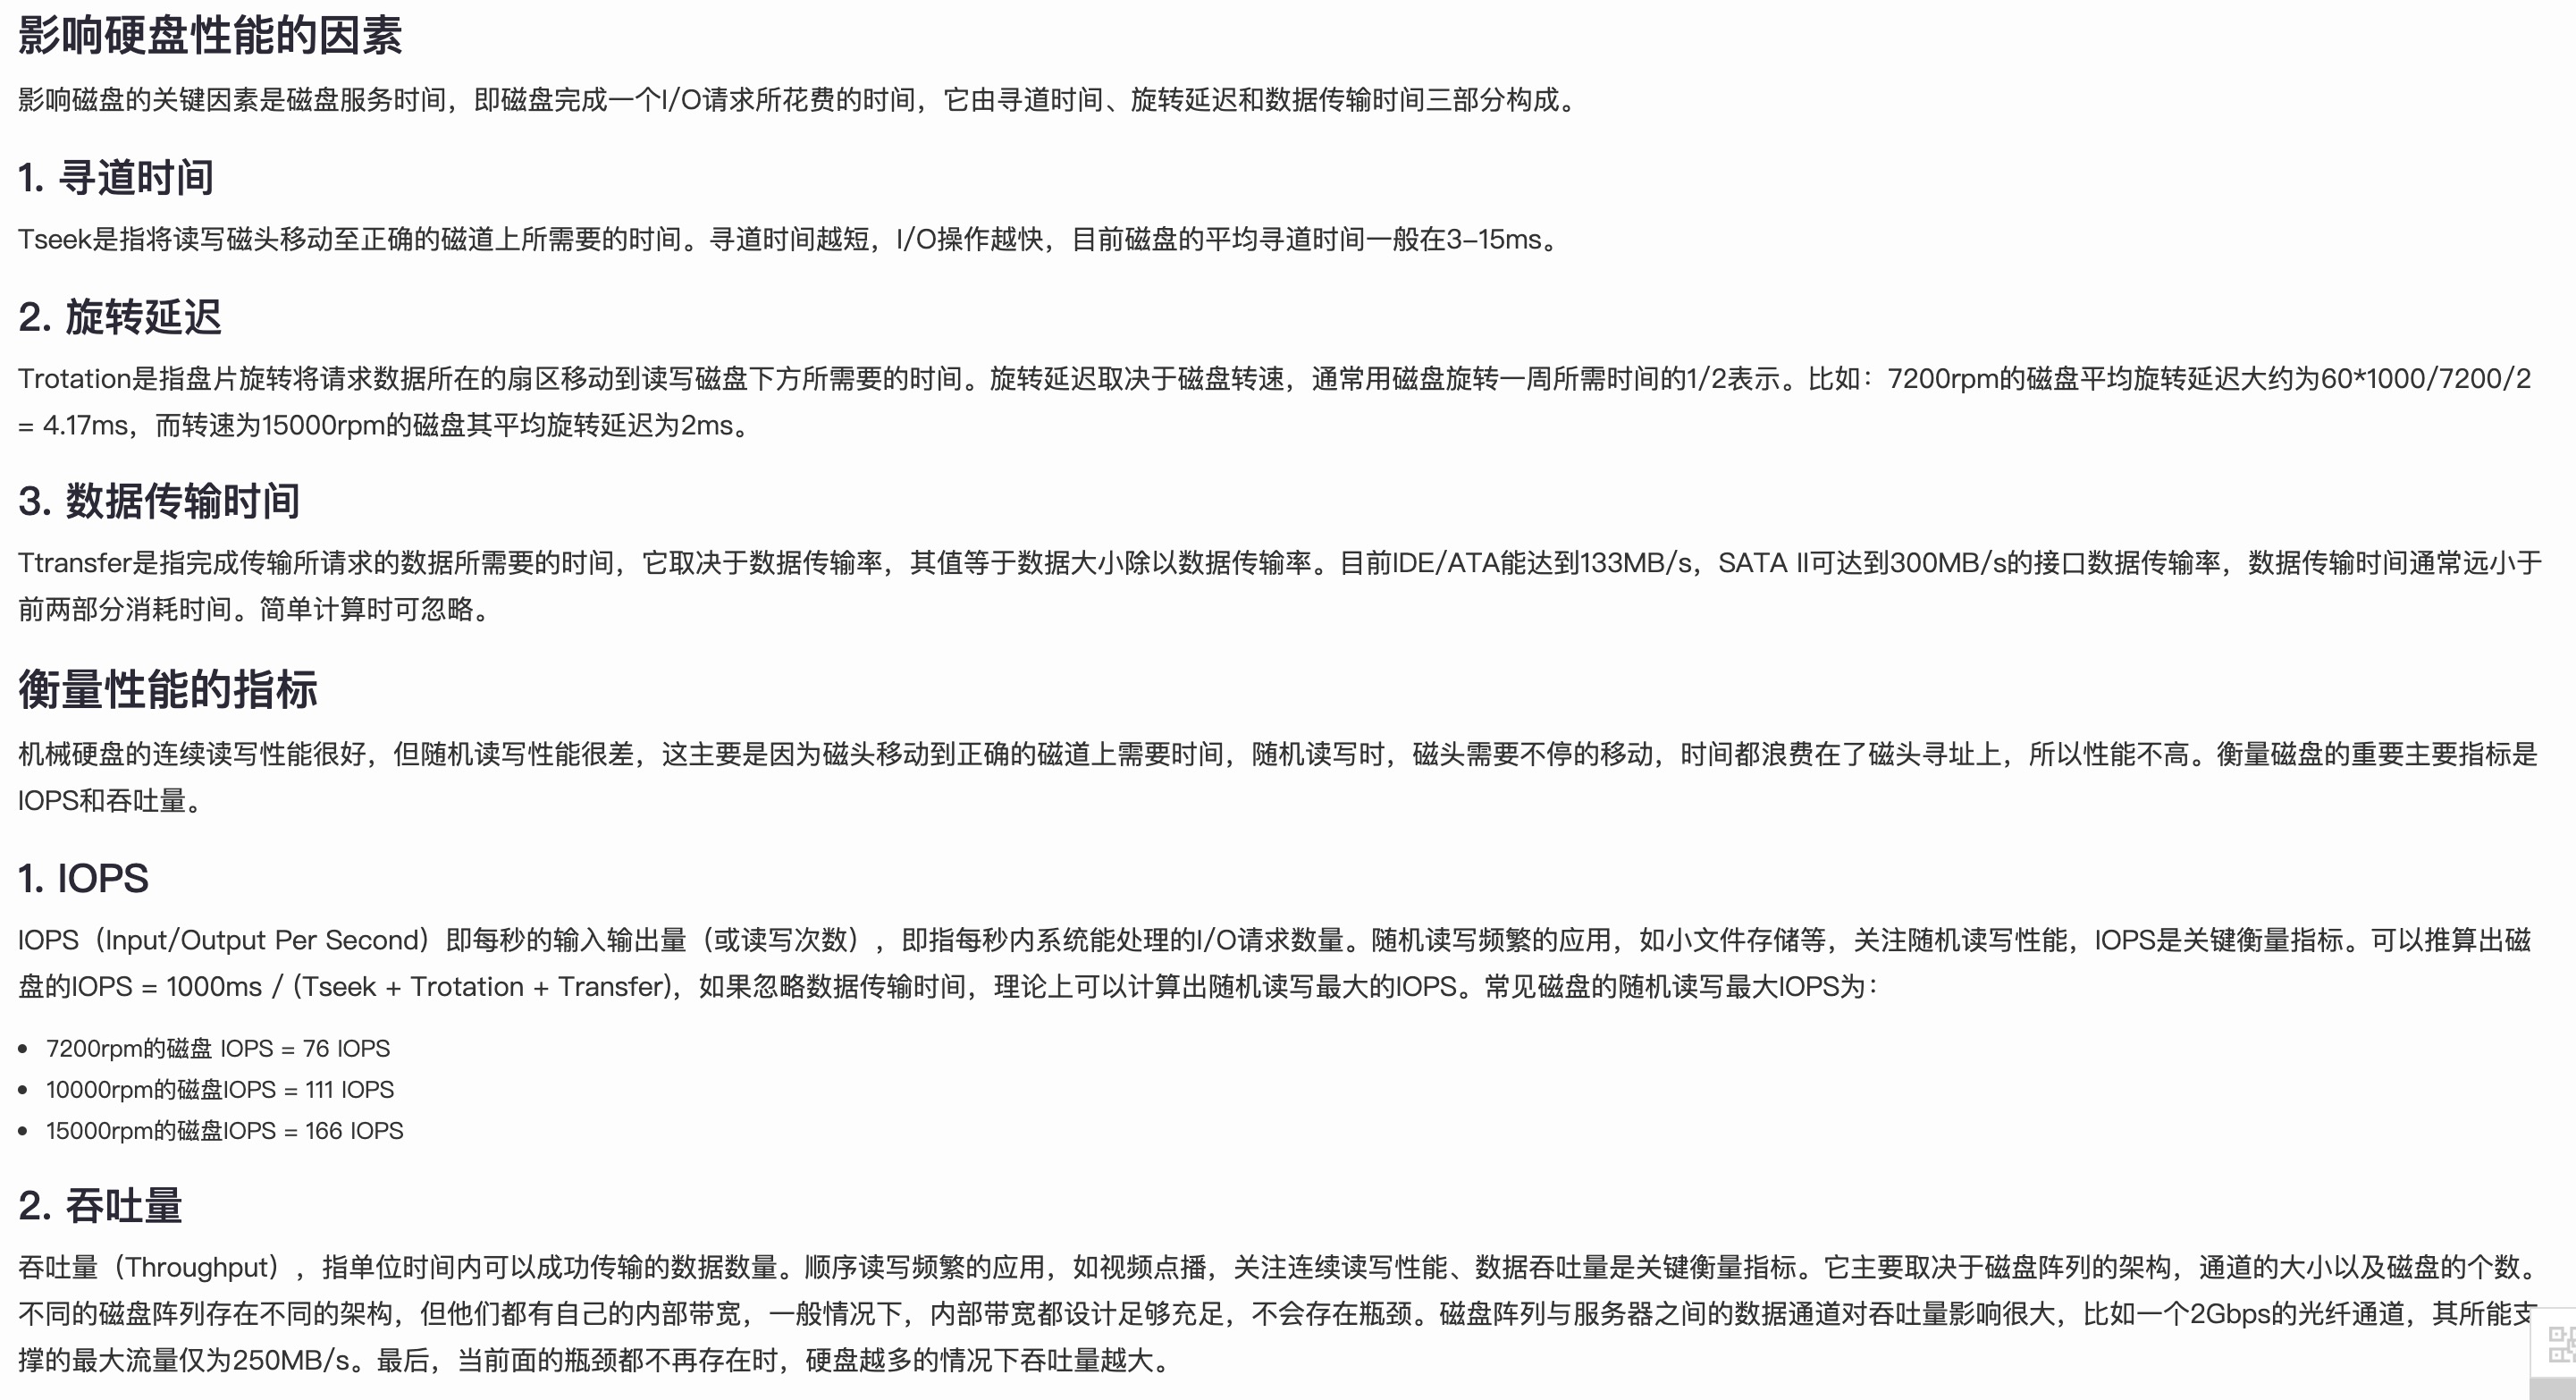 影响硬盘性能的因素
影响磁盘的关键因素是磁盘服务时间，即磁盘完成一个I/O请求所花费的时间，它由寻道时间、旋转延迟和数据传输时间三部分构成。
1. 寻道时间
Tseek是指将读写磁头移动至正确的磁道上所需要的时间。寻道时间越短，I/O操作越快，目前磁盘的平均寻道时间一般在3-15ms。
2. 旋转延迟
Trotation是指盘片旋转将请求数据所在的扇区移动到读写磁盘下方所需要的时间。旋转延迟取决于磁盘转速，通常用磁盘旋转一周所需时间的1/2表示。比如：7200rpm的磁盘平均旋转延迟大约为60*1000/7200/2
= 4.17ms，而转速为15000rpm的磁盘其平均旋转延迟为2ms。
3. 数据传输时间
Ttransfer是指完成传输所请求的数据所需要的时间，它取决于数据传输率，其值等于数据大小除以数据传输率。目前IDE/ATA能达到133MB/s，SATA II可达到300MB/s的接口数据传输率，数据传输时间通常远小于
前两部分消耗时间。简单计算时可忽略。
衡量性能的指标
机械硬盘的连续读写性能很好，但随机读写性能很差，这主要是因为磁头移动到正确的磁道上需要时间，随机读写时，磁头需要不停的移动，时间都浪费在了磁头寻址上，所以性能不高。衡量磁盘的重要主要指标是
IOPS和吞吐量。
1. IOPS
IOPS（Input/Output Per Second）即每秒的输入输出量（或读写次数），即指每秒内系统能处理的I/O请求数量。随机读写频繁的应用，如小文件存储等，关注随机读写性能，IOPS是关键衡量指标。可以推算出磁
盘的IOPS = 1000ms / (Tseek + Trotation + Transfer)，如果忽略数据传输时间，理论上可以计算出随机读写最大的IOPS。常见磁盘的随机读写最大IOPS为：
• 7200rpm的磁盘 IOPS = 76 IOPS
• 10000rpm的磁盘IOPS = 111 IOPS
• 15000rpm的磁盘IOPS = 166 IOPS
2. 吞吐量
吞吐量（Throughput），指单位时间内可以成功传输的数据数量。顺序读写频繁的应用，如视频点播，关注连续读写性能、数据吞吐量是关键衡量指标。它主要取决于磁盘阵列的架构，通道的大小以及磁盘的个数。
不同的磁盘阵列存在不同的架构，但他们都有自己的内部带宽，一般情况下，内部带宽都设计足够充足，不会存在瓶颈。磁盘阵列与服务器之间的数据通道对吞吐量影响很大，比如一个2Gbps的光纤通道，其所能支
撑的最大流量仅为250MB/s。最后，当前面的瓶颈都不再存在时，硬盘越多的情况下吞吐量越大。